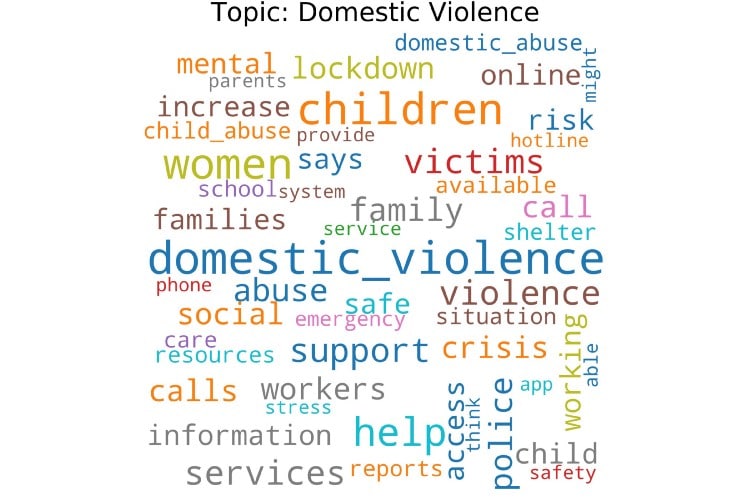 Topic: Domestic Violence
domestic_abuse
mental
lockdown
online
might
parents
increase
children
risk
child_abuse
provide
hotline
women
says
victims
school
system
available
families
family
call
service
shelter
domestic_violence
phone
abuse
safe
violence
social
emergency
situation
care
resources
support
crisis
working
able
calls
workers
stress
app
access
think
police
information
help
child
services
reports
safety